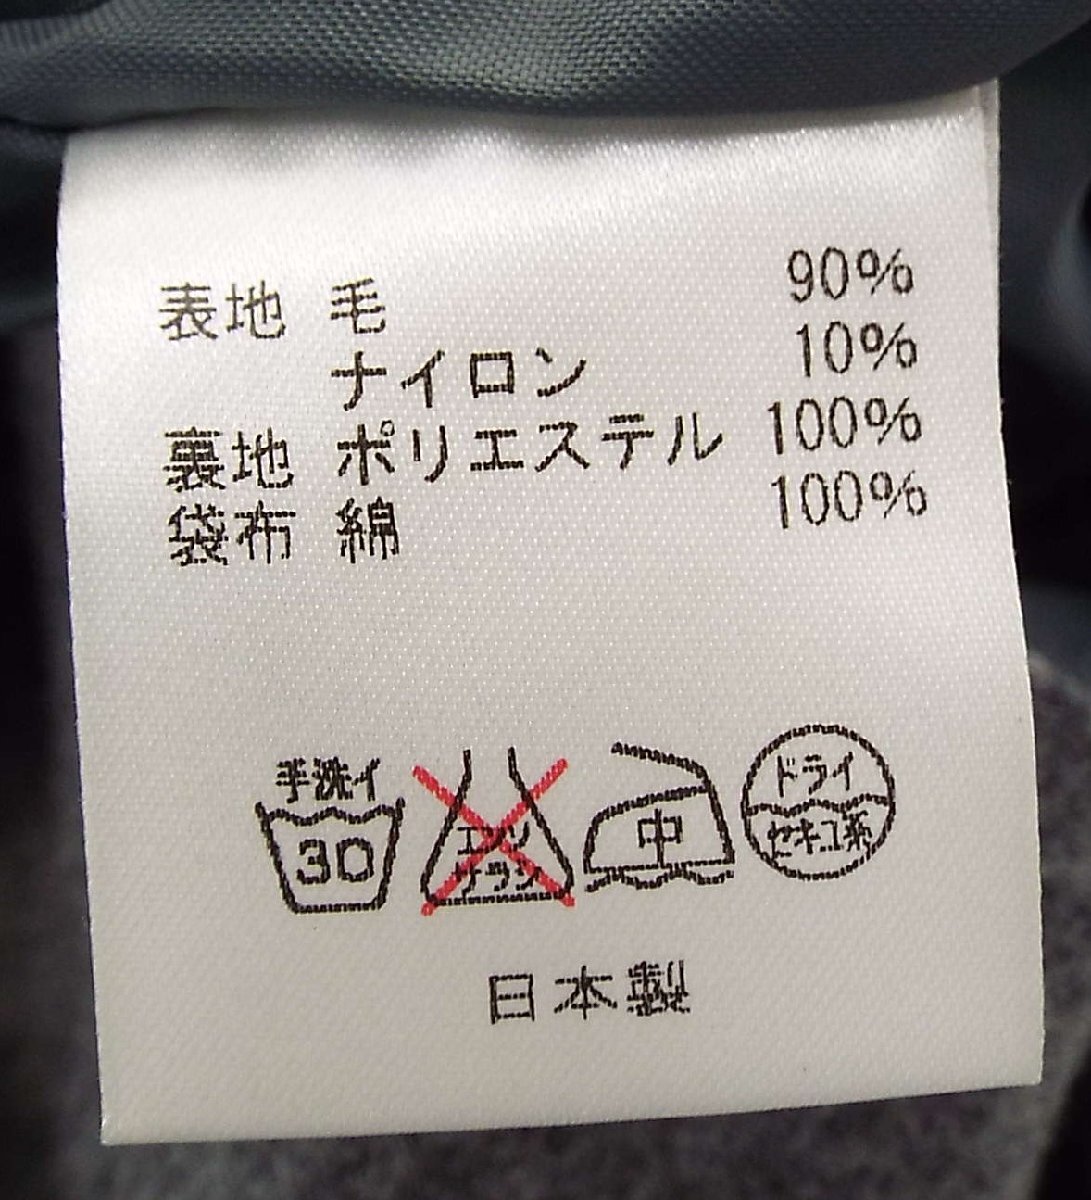 表地 毛 90%
ナイロン 10%
裏地 ポリエステル 100%
袋布 綿 100%
手洗イ
30
エンソ
サラシ
中
ドライ
セキユ系
日本製